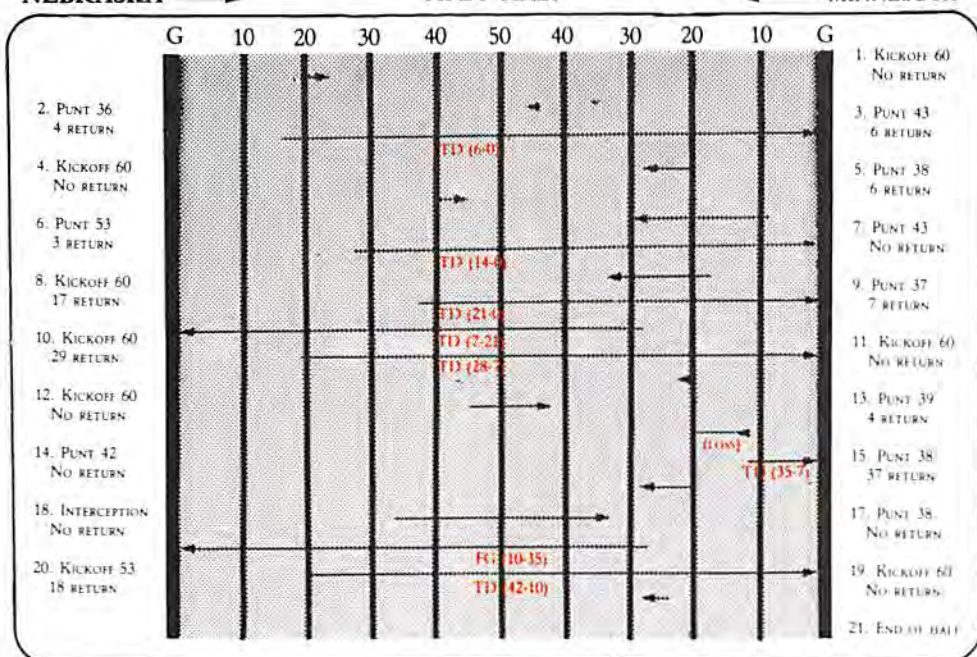 G 10 20 30 40 50 40 30 20 10 G
1. KICKOFF 60
NO RETURN
2. PUNT 36
4 RETURN
3. PUNT 43
6 RETURN
TD (6-0)
4. KICKOFF 60
NO RETURN
5. PUNT 38
6 RETURN
6. PUNT 53
3 RETURN
7. PUNT 43
NO RETURN
TD (14-0)
8. KICKOFF 60
17 RETURN
9. PUNT 37
7 RETURN
TD (21-0)
10. KICKOFF 60
29 RETURN
TD (7-21)
11. KICKOFF 60
NO RETURN
TD (28-7)
12. KICKOFF 60
NO RETURN
13. PUNT 39
4 RETURN
14. PUNT 42
NO RETURN
(LOSS)
15. PUNT 38
37 RETURN
TD (35-7)
18. INTERCEPTION
NO RETURN
17. PUNT 38
NO RETURN
FG (10-35)
20. KICKOFF 53
18 RETURN
19. KICKOFF 60
NO RETURN
TD (42-10)
21. END OF HALF